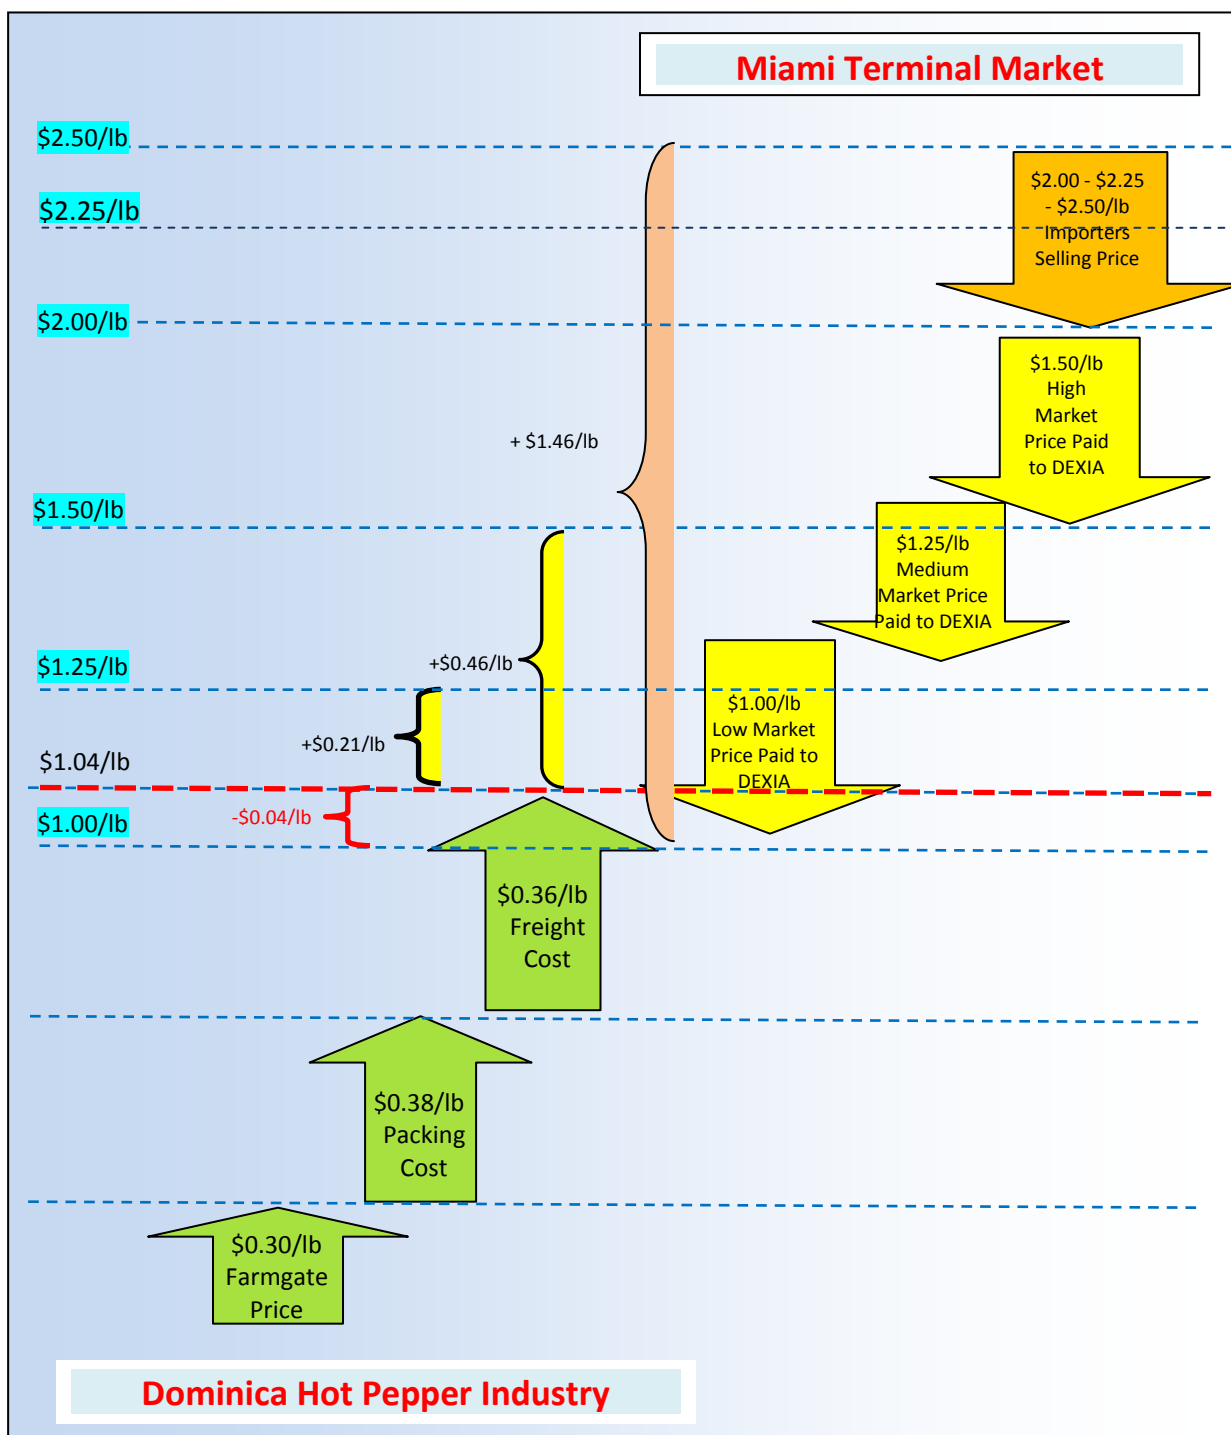 Miami Terminal Market
$2.50/lb
$2.00 - $2.25
- $2.50/lb
Importers
Selling Price
$2.25/lb
$2.00/lb
$1.50/lb
High
Market
Price Paid
to DEXIA
+ $1.46/lb
$1.50/lb
$1.25/lb
Medium
Market Price
Paid to DEXIA
$1.25/lb
+$0.46/lb
$1.00/lb
Low Market
Price Paid to
DEXIA
+$0.21/lb
$1.04/lb
$1.00/lb
-$0.04/lb
$0.36/lb
Freight
Cost
$0.38/lb
Packing
Cost
$0.30/lb
Farmgate
Price
Dominica Hot Pepper Industry